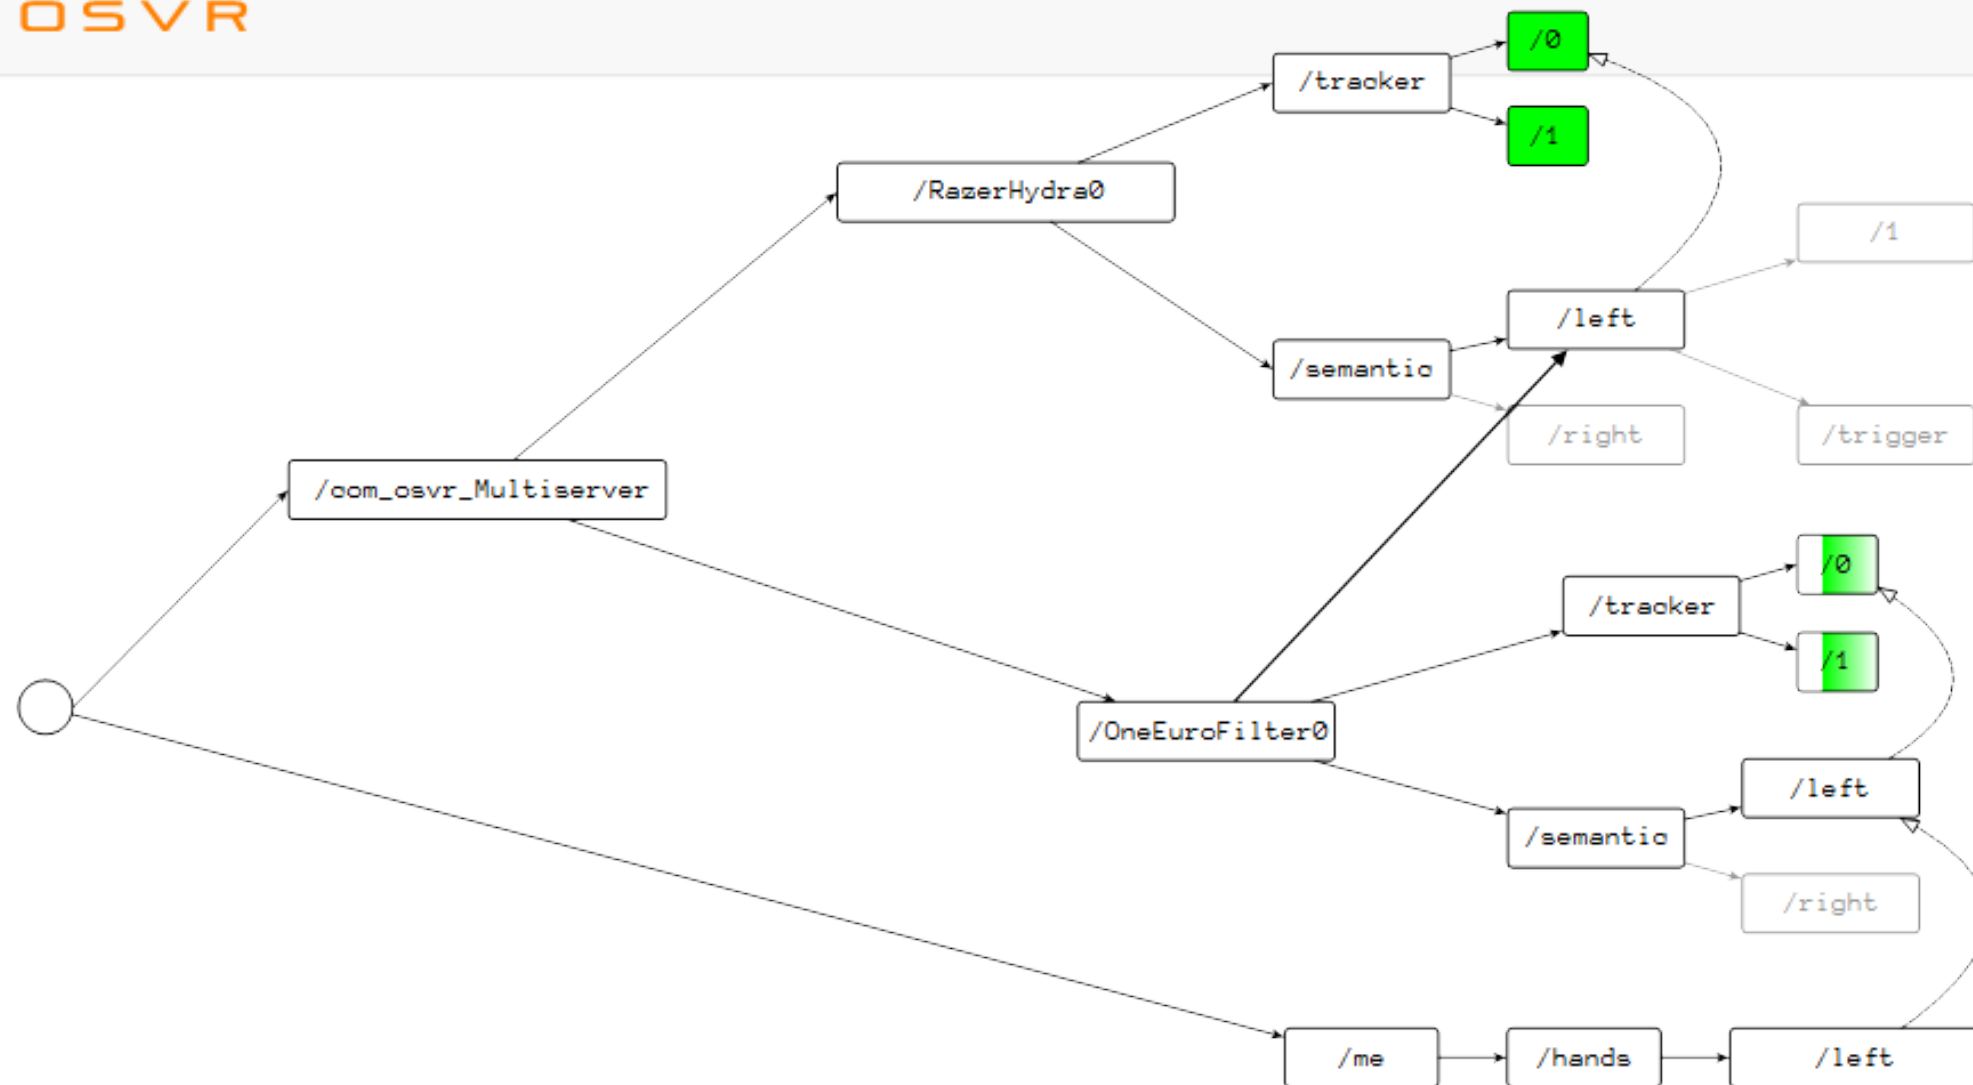 OSVR
/0
/tracker
/1
/RazerHydra0
/1
/left
/semantic
/right
/trigger
/com_osvr_Multiserver
/0
/tracker
/1
/OneEuroFilter0
/left
/semantic
/right
/me
/hands
/left